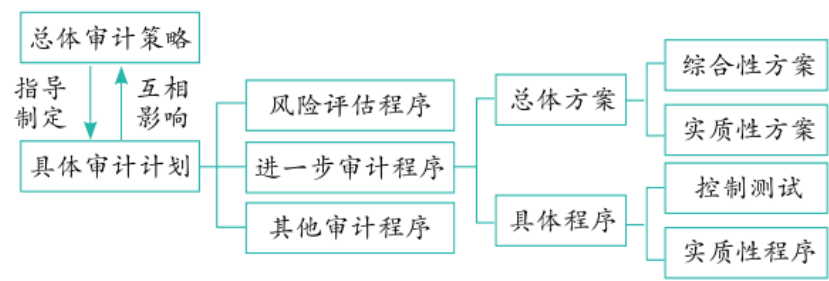 总体审计策略
指导
制定
互相
影响
具体审计计划
风险评估程序
进一步审计程序
其他审计程序
总体方案
具体程序
综合性方案
实质性方案
控制测试
实质性程序